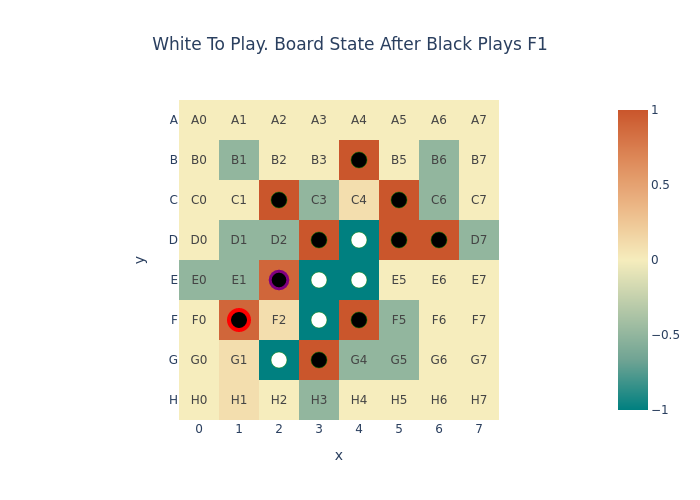 White To Play. Board State After Black Plays F1
A A0 A1 A2 A3 A4 A5 A6 A7
B B0 B1 B2 B3 B5 B6 B7
C C0 C1 C3 C4 C6 C7
D D0 D1 D2 D7
E E0 E1 E5 E6 E7
F F0 F2 F5 F6 F7
G G0 G1 G4 G5 G6 G7
H H0 H1 H2 H3 H4 H5 H6 H7
0 1 2 3 4 5 6 7
x
y
1
0.5
0
−0.5
−1